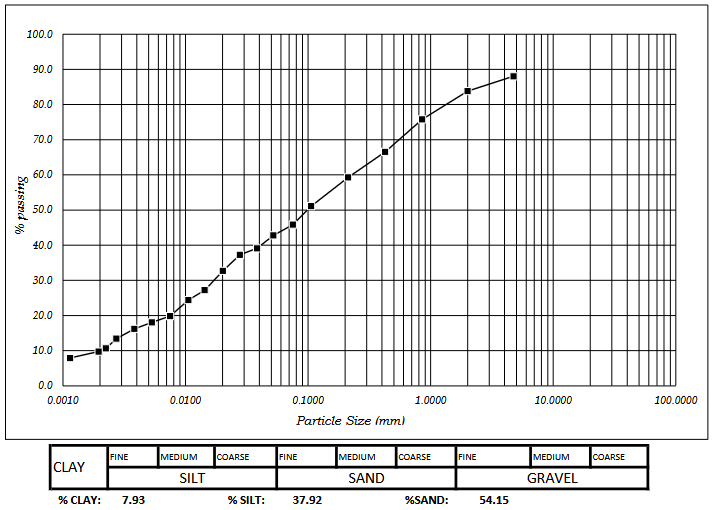 100.0
90.0
80.0
70.0
60.0
50.0
40.0
30.0
20.0
10.0
0.0
% passing
0.0010 0.0100 0.1000 1.0000 10.0000 100.0000
Particle Size (mm)
CLAY FINE MEDIUM COARSE FINE MEDIUM COARSE FINE MEDIUM COARSE
SILT SAND GRAVEL
% CLAY: 7.93 % SILT: 37.92 %SAND: 54.15